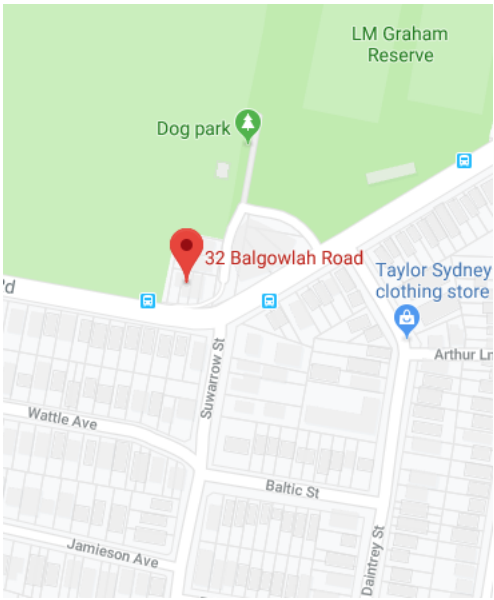 LM Graham
Reserve
Dog park
32 Balgowlah Road
Taylor Sydney
clothing store
Arthur Ln
Suwarrow St
Wattle Ave
Baltic St
Jamieson Ave
Daintrey St